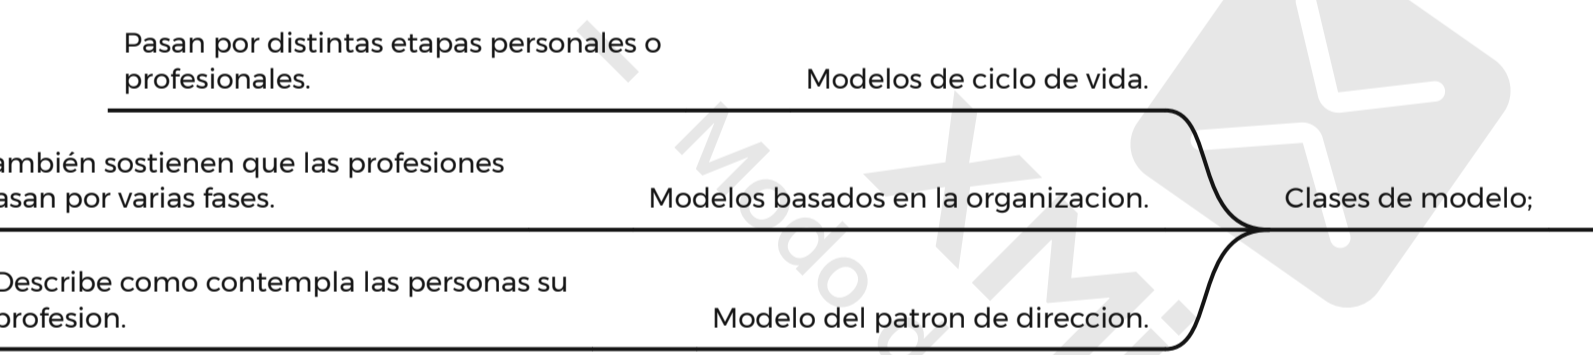 Pasan por distintas etapas personales o
profesionales.
Modelos de ciclo de vida.
ambién sostienen que las profesiones
asan por varias fases.
Modelos basados en la organizacion.
Clases de modelo;
Describe como contempla las personas su
profesion.
Modelo del patron de direccion.
- Modo
XMi